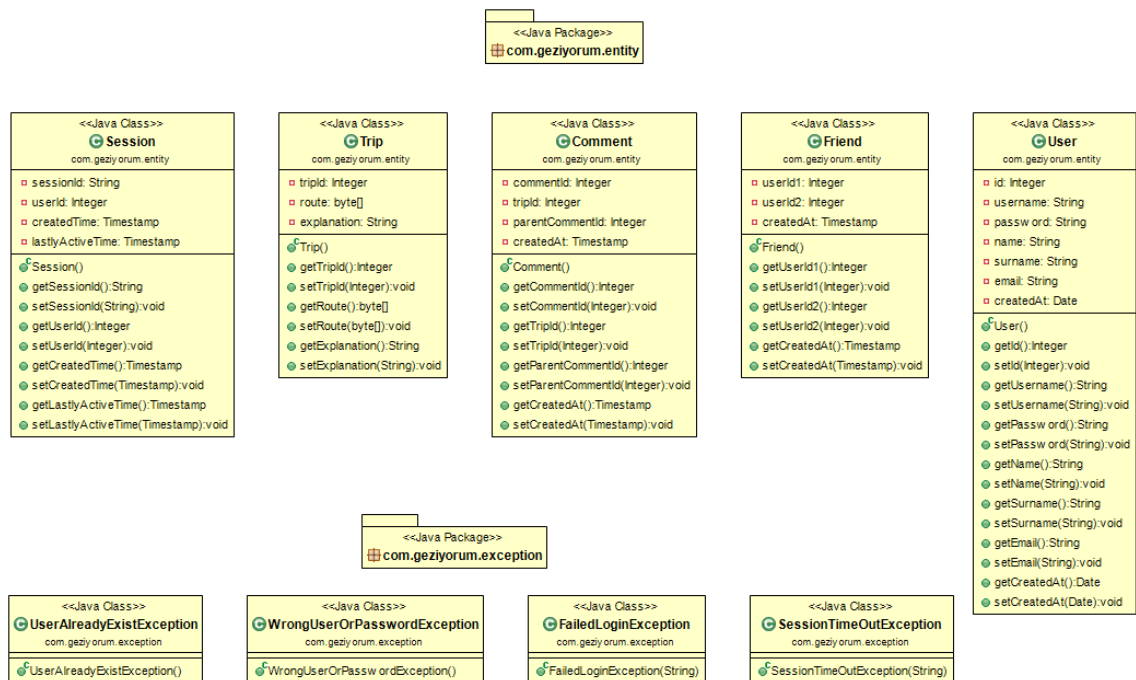 <<Java Package>>
com.geziyorum.entity
<<Java Class>>
Session
com.geziyorum.entity
sessionId: String
userId: Integer
createdTime: Timestamp
lastlyActiveTime: Timestamp
Session()
getSessionId():String
setSessionId(String):void
getUserId():Integer
setUserId(Integer):void
getCreatedTime():Timestamp
setCreatedTime(Timestamp):void
getLastlyActiveTime():Timestamp
setLastlyActiveTime(Timestamp):void
<<Java Class>>
Trip
com.geziyorum.entity
tripId: Integer
route: byte[]
explanation: String
Trip()
getTripId():Integer
setTripId(Integer):void
getRoute():byte[]
setRoute(byte[]):void
getExplanation():String
setExplanation(String):void
<<Java Class>>
Comment
com.geziyorum.entity
commentId: Integer
tripId: Integer
parentCommentId: Integer
createdAt: Timestamp
Comment()
getCommentId():Integer
setCommentId(Integer):void
getTripId():Integer
setTripId(Integer):void
getParentCommentId():Integer
setParentCommentId(Integer):void
getCreatedAt():Timestamp
setCreatedAt(Timestamp):void
<<Java Class>>
Friend
com.geziyorum.entity
userId1: Integer
userId2: Integer
createdAt: Timestamp
Friend()
getUserId1():Integer
setUserId1(Integer):void
getUserId2():Integer
setUserId2(Integer):void
getCreatedAt():Timestamp
setCreatedAt(Timestamp):void
<<Java Class>>
User
com.geziyorum.entity
id: Integer
username: String
password: String
name: String
surname: String
email: String
createdAt: Date
User()
getId():Integer
setId(Integer):void
getUsername():String
setUsername(String):void
getPassword():String
setPassword(String):void
getName():String
setName(String):void
getSurname():String
setSurname(String):void
getEmail():String
setEmail(String):void
getCreatedAt():Date
setCreatedAt(Date):void
<<Java Package>>
com.geziyorum.exception
<<Java Class>>
UserAlreadyExistException
com.geziyorum.exception
UserAlreadyExistException()
<<Java Class>>
WrongUserOrPasswordException
com.geziyorum.exception
WrongUserOrPasswordException()
<<Java Class>>
FailedLoginException
com.geziyorum.exception
FailedLoginException(String)
<<Java Class>>
SessionTimeOutException
com.geziyorum.exception
SessionTimeOutException(String)